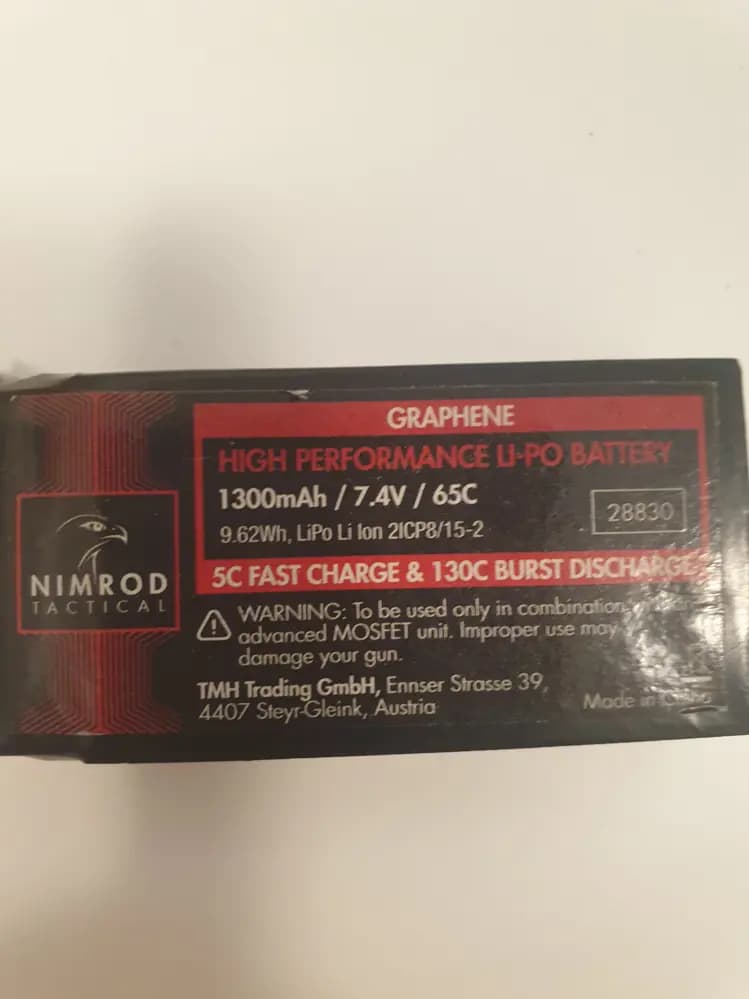 GRAPHENE
HIGH PERFORMANCE LI-PO BATTERY
1300mAh / 7.4V / 65C
28830
9.62Wh, LiPo Li Ion 2ICP8/15-2
5C FAST CHARGE & 130C BURST DISCHARGE
NIMROD
TACTICAL
WARNING: To be used only in combination
advanced MOSFET unit. Improper use may
damage your gun.
TMH Trading GmbH, Ennser Strasse 39,
4407 Steyr-Gleink, Austria
Made in China